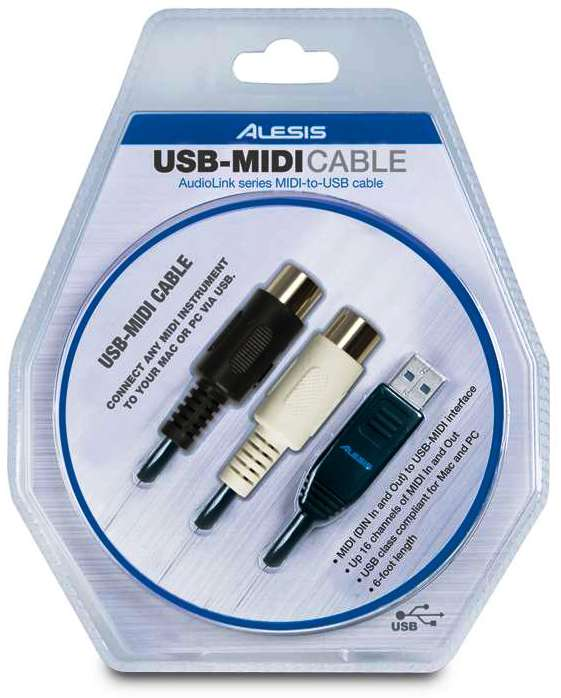 ALESIS
USB-MIDI CABLE
AudioLink series MIDI-to-USB cable
USB-MIDI CABLE
CONNECT ANY MIDI INSTRUMENT
TO YOUR MAC OR PC VIA USB.
ALESIS
• MIDI (DIN In and Out) to USB-MIDI interface
• Up 16 channels of MIDI In and Out
• USB class compliant for Mac and PC
• 6-foot length
USB